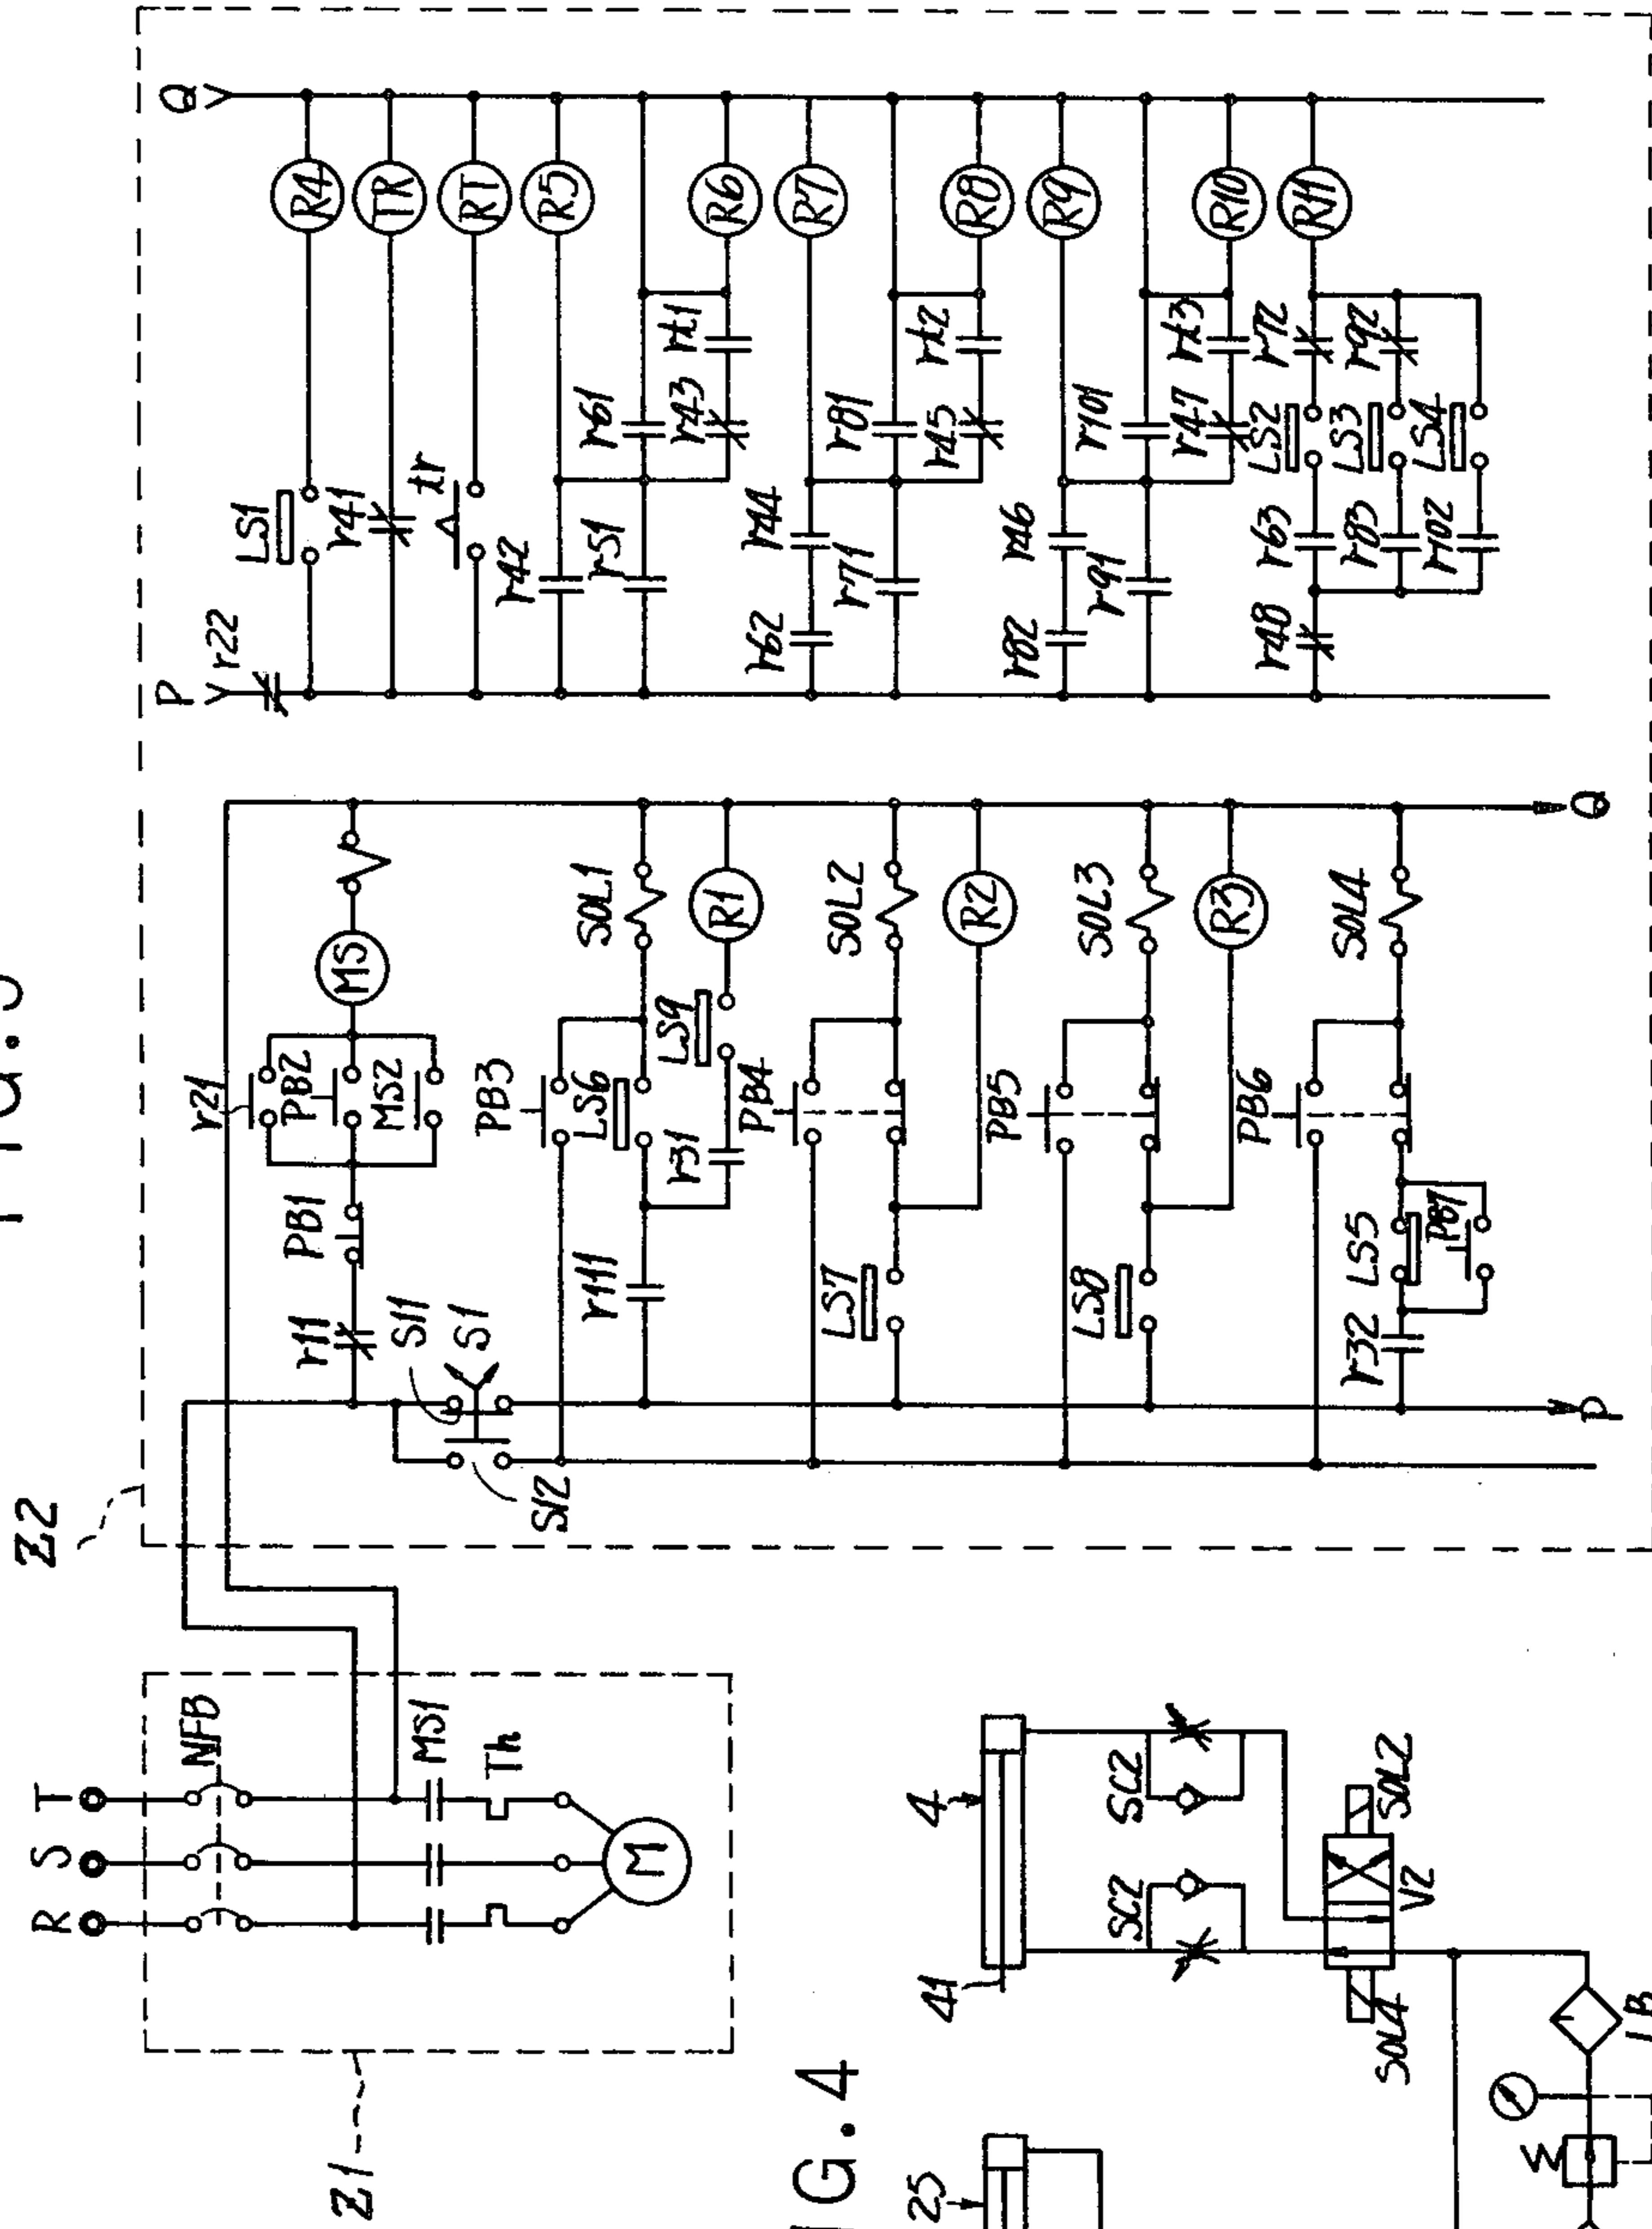 FIG.5
Z2
Q
P
r22
R4
LS1
TR
r41
RT
tr
R5
r42
r61
r51
R6
rt1
r43
R7
r44
r62
r81
r71
R8
rt2
r45
R9
r46
r82
r101
r91
R10
rt3
r47
R11
r72
LS2
r63
r48
r92
LS3
r83
LS4
r102
r21
PB2
MS2
MS
PB1
r11
S11
S1
S12
PB3
SOL1
LS6
r111
R1
LS9
r31
PB4
SOL2
LS7
R2
PB5
SOL3
LS8
R3
PB6
SOL4
LS5
PB7
r32
Q
P
R S T
NFB
MS1
Th
M
Z1
FIG.4
4
41
SC2
SC2
SOL2
V2
SOL4
25